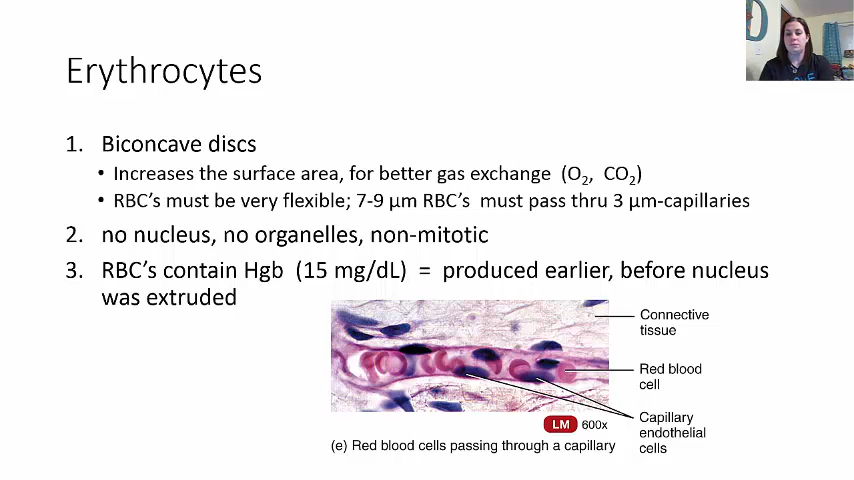 Erythrocytes
1. Biconcave discs
• Increases the surface area, for better gas exchange (O2, CO2)
• RBC's must be very flexible; 7-9 µm RBC's must pass thru 3 µm-capillaries
2. no nucleus, no organelles, non-mitotic
3. RBC's contain Hgb (15 mg/dL) = produced earlier, before nucleus
was extruded
Connective
tissue
Red blood
cell
Capillary
endothelial
cells
LM 600x
(e) Red blood cells passing through a capillary
D